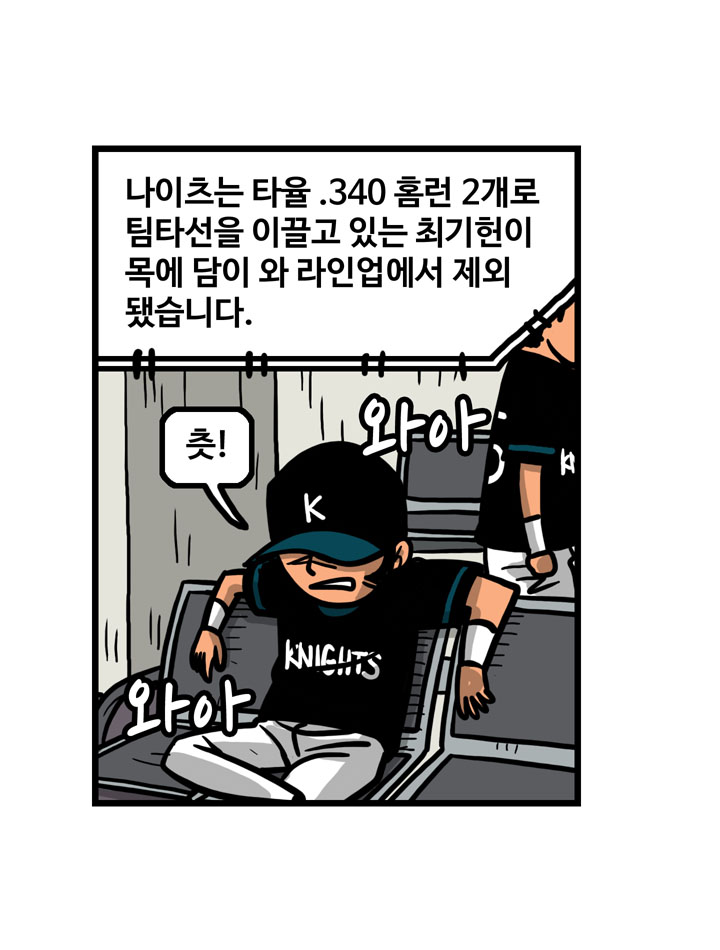 나이츠는 타율 .340 홈런 2개로
팀타선을 이끌고 있는 최기헌이
목에 담이 와 라인업에서 제외
됐습니다.
와아
츳!
K
K
KNIGHTS
와아